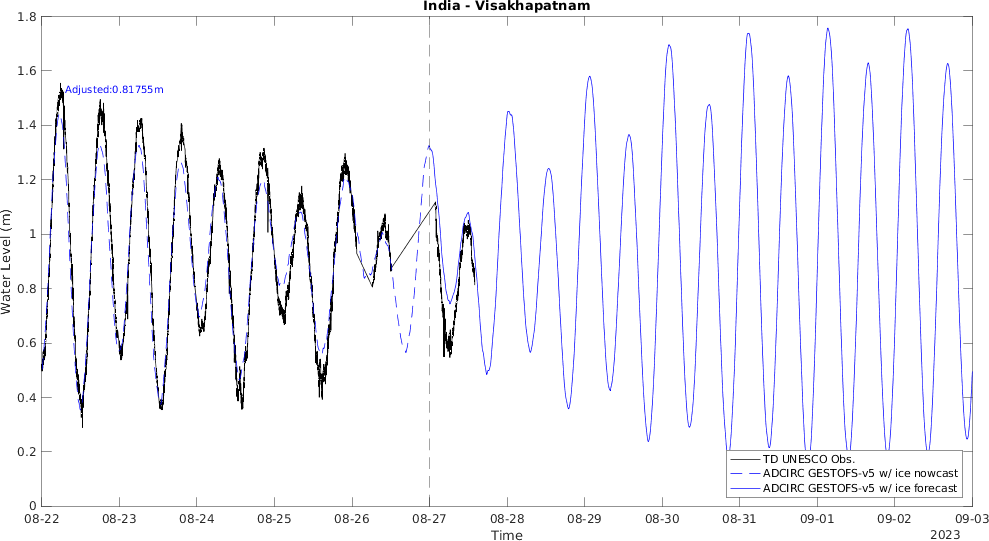 India - Visakhapatnam
1.8
1.6
1.4
1.2
1
0.8
0.6
0.4
0.2
0
Water Level (m)
Adjusted:0.81755m
TD UNESCO Obs.
ADCIRC GESTOFS-v5 w/ ice nowcast
ADCIRC GESTOFS-v5 w/ ice forecast
08-22 08-23 08-24 08-25 08-26 08-27 08-28 08-29 08-30 08-31 09-01 09-02 09-03
Time
2023